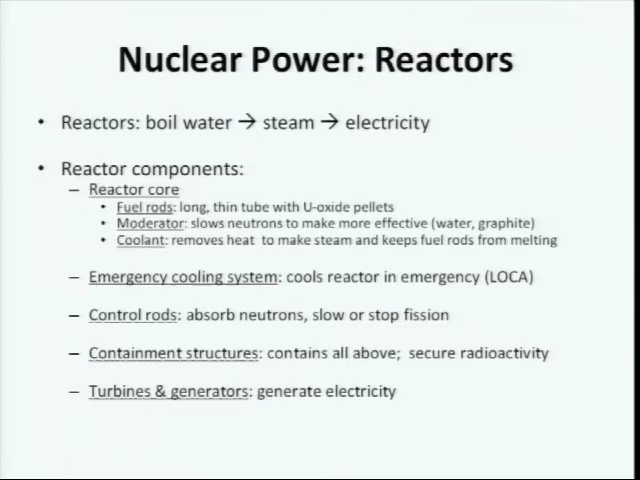 Nuclear Power: Reactors
• Reactors: boil water → steam → electricity
• Reactor components:
– Reactor core
• Fuel rods: long, thin tube with U-oxide pellets
• Moderator: slows neutrons to make more effective (water, graphite)
• Coolant: removes heat to make steam and keeps fuel rods from melting
– Emergency cooling system: cools reactor in emergency (LOCA)
– Control rods: absorb neutrons, slow or stop fission
– Containment structures: contains all above; secure radioactivity
– Turbines & generators: generate electricity